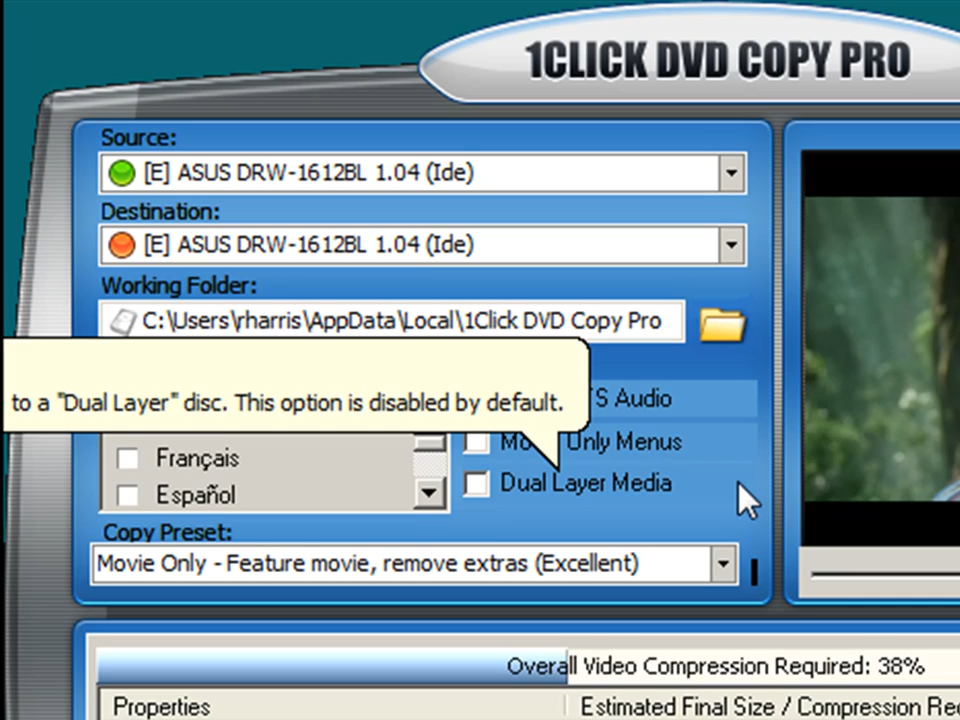 1CLICK DVD COPY PRO
Source:
[E] ASUS DRW-1612BL 1.04 (Ide)
Destination:
[E] ASUS DRW-1612BL 1.04 (Ide)
Working Folder:
C:\Users\rharris\AppData\Local\1Click DVD Copy Pro
to a "Dual Layer" disc. This option is disabled by default.
S Audio
Only Menus
Français
Dual Layer Media
Español
Copy Preset:
Movie Only - Feature movie, remove extras (Excellent)
Overall Video Compression Required: 38%
Properties
Estimated Final Size / Compression Re